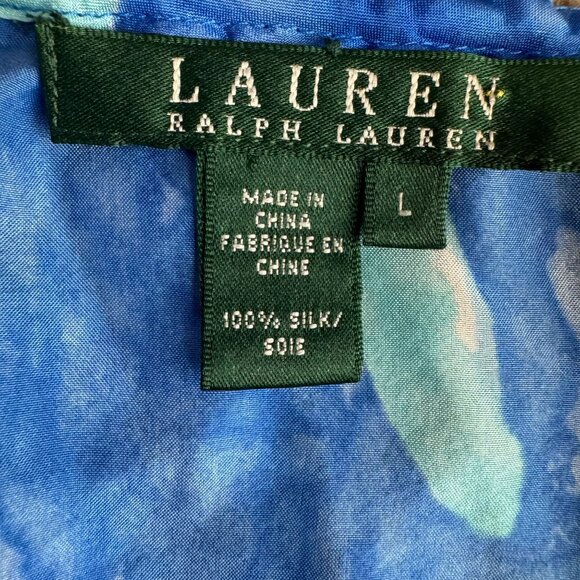 LAUREN
RALPH LAUREN
MADE IN
CHINA
FABRIQUE EN
CHINE
100% SILK/
SOIE
L